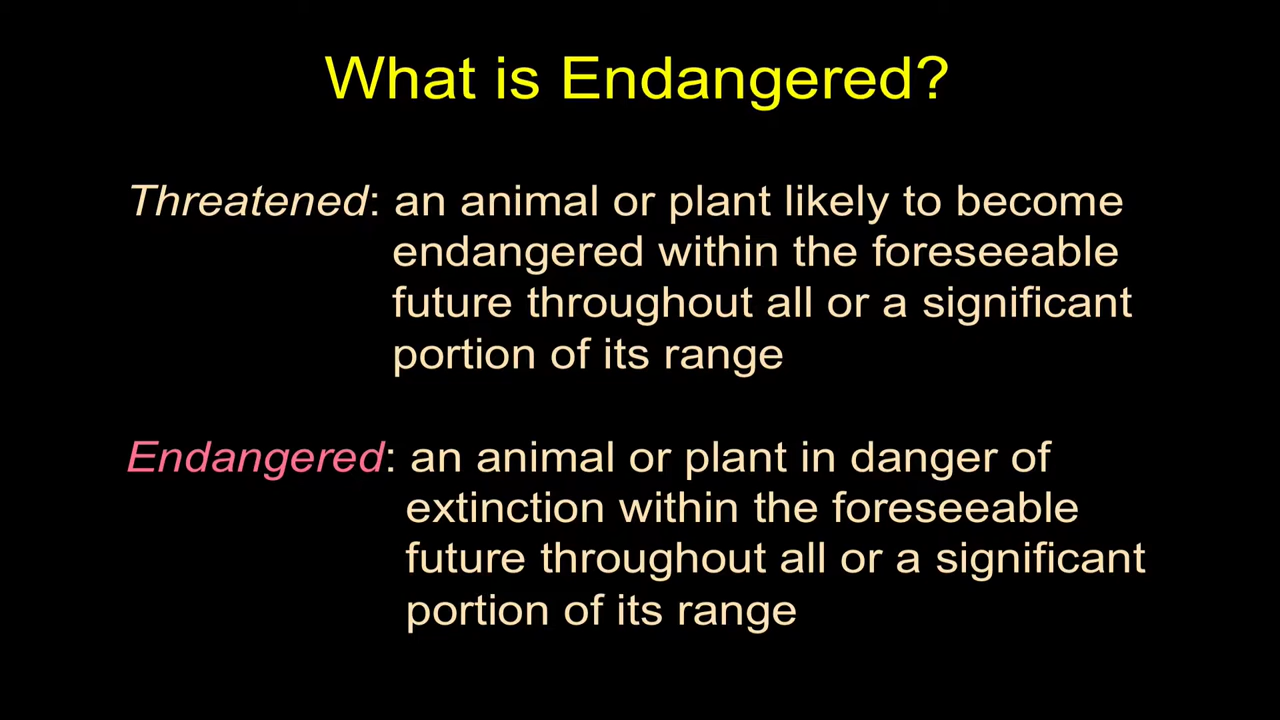 What is Endangered?
Threatened: an animal or plant likely to become
endangered within the foreseeable
future throughout all or a significant
portion of its range
Endangered: an animal or plant in danger of
extinction within the foreseeable
future throughout all or a significant
portion of its range